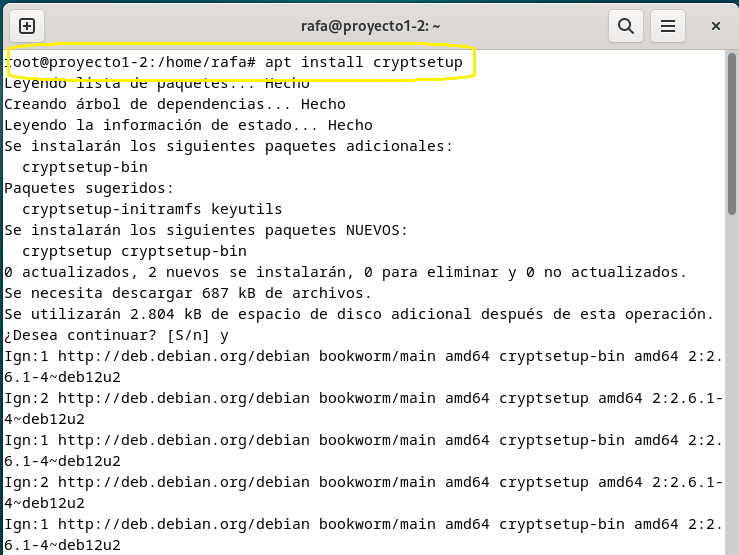 rafa@proyecto1-2: ~
root@proyecto1-2:/home/rafa# apt install cryptsetup
Leyendo lista de paquetes... Hecho
Creando árbol de dependencias... Hecho
Leyendo la información de estado... Hecho
Se instalarán los siguientes paquetes adicionales:
  cryptsetup-bin
Paquetes sugeridos:
  cryptsetup-initramfs keyutils
Se instalarán los siguientes paquetes NUEVOS:
  cryptsetup cryptsetup-bin
0 actualizados, 2 nuevos se instalarán, 0 para eliminar y 0 no actualizados.
Se necesita descargar 687 kB de archivos.
Se utilizarán 2.804 kB de espacio de disco adicional después de esta operación.
¿Desea continuar? [S/n] y
Ign:1 http://deb.debian.org/debian bookworm/main amd64 cryptsetup-bin amd64 2:2.
6.1-4~deb12u2
Ign:2 http://deb.debian.org/debian bookworm/main amd64 cryptsetup amd64 2:2.6.1-
4~deb12u2
Ign:1 http://deb.debian.org/debian bookworm/main amd64 cryptsetup-bin amd64 2:2.
6.1-4~deb12u2
Ign:2 http://deb.debian.org/debian bookworm/main amd64 cryptsetup amd64 2:2.6.1-
4~deb12u2
Ign:1 http://deb.debian.org/debian bookworm/main amd64 cryptsetup-bin amd64 2:2.
6.1-4~deb12u2